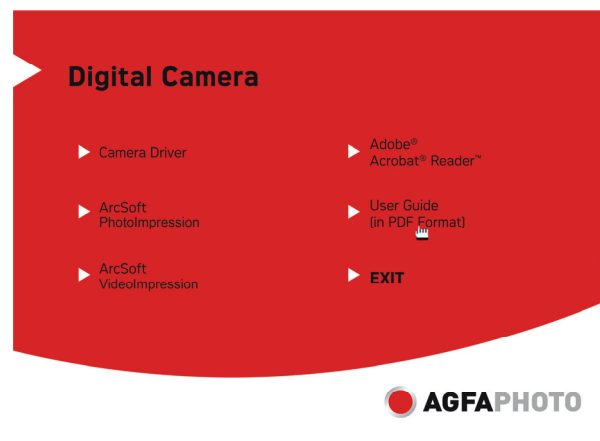 Digital Camera
Camera Driver
ArcSoft
PhotoImpression
ArcSoft
VideoImpression
Adobe®
Acrobat® Reader™
User Guide
(in PDF Format)
EXIT
AGFAPHOTO